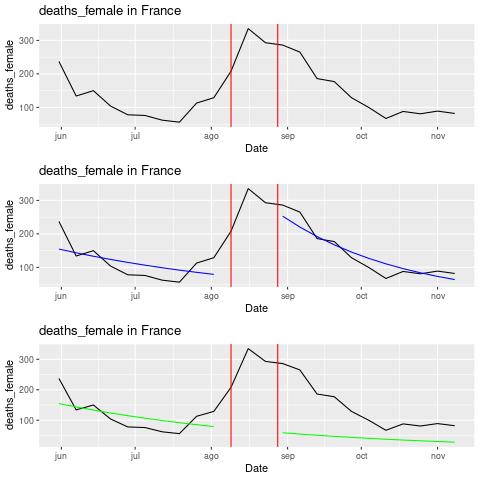 deaths_female in France
300
200
100
deaths_female
jun jul ago sep oct nov
Date
deaths_female in France
300
200
100
deaths_female
jun jul ago sep oct nov
Date
deaths_female in France
300
200
100
deaths_female
jun jul ago sep oct nov
Date